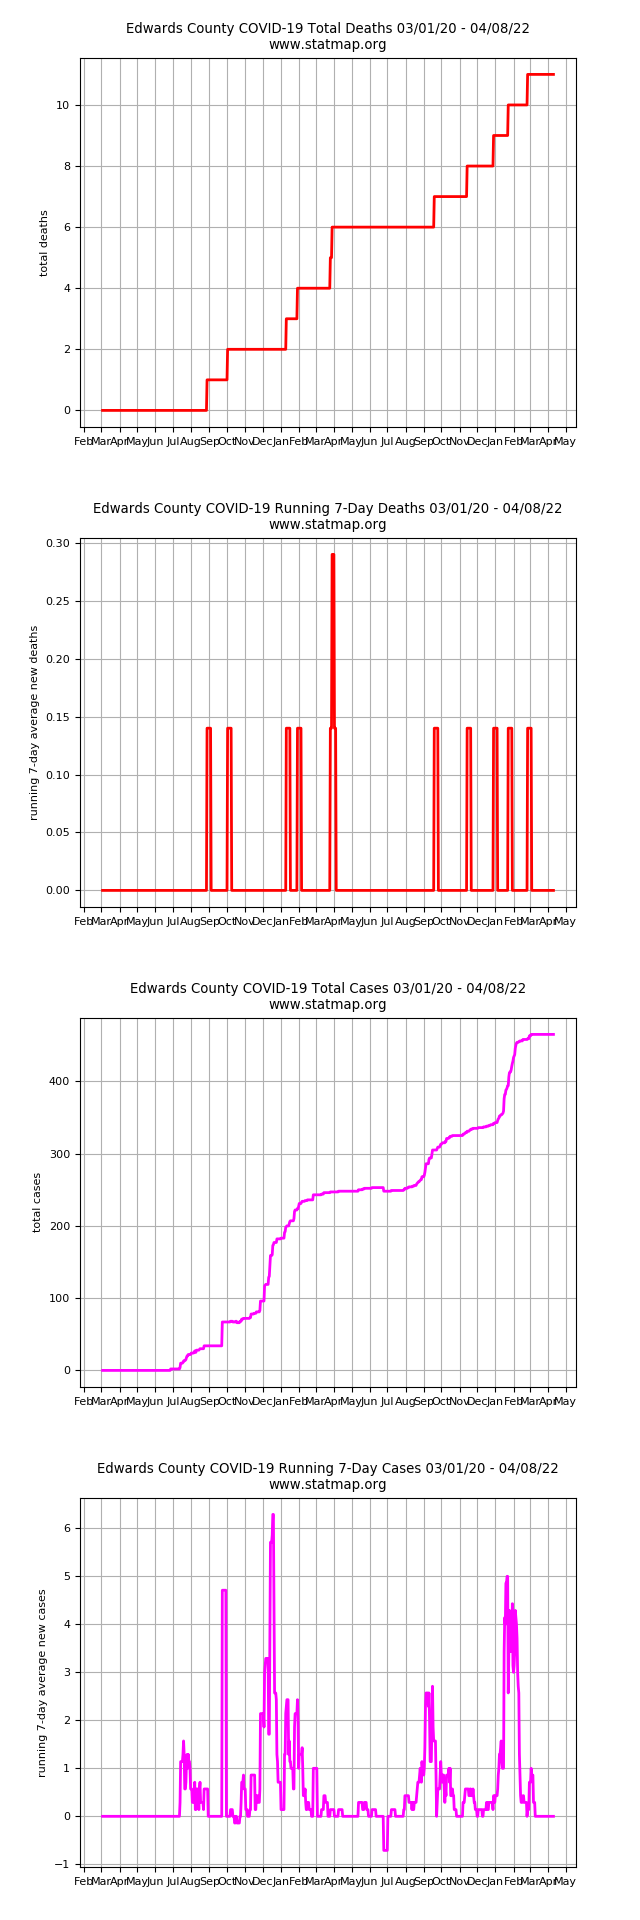 Edwards County COVID-19 Total Deaths 03/01/20 - 04/08/22
www.statmap.org
10
8
6
4
2
0
total deaths
Feb Mar Apr May Jun Jul Aug Sep Oct Nov Dec Jan Feb Mar Apr May Jun Jul Aug Sep Oct Nov Dec Jan Feb Mar Apr May
Edwards County COVID-19 Running 7-Day Deaths 03/01/20 - 04/08/22
www.statmap.org
0.30
0.25
0.20
0.15
0.10
0.05
0.00
running 7-day average new deaths
Feb Mar Apr May Jun Jul Aug Sep Oct Nov Dec Jan Feb Mar Apr May Jun Jul Aug Sep Oct Nov Dec Jan Feb Mar Apr May
Edwards County COVID-19 Total Cases 03/01/20 - 04/08/22
www.statmap.org
400
300
200
100
0
total cases
Feb Mar Apr May Jun Jul Aug Sep Oct Nov Dec Jan Feb Mar Apr May Jun Jul Aug Sep Oct Nov Dec Jan Feb Mar Apr May
Edwards County COVID-19 Running 7-Day Cases 03/01/20 - 04/08/22
www.statmap.org
6
5
4
3
2
1
0
−1
running 7-day average new cases
Feb Mar Apr May Jun Jul Aug Sep Oct Nov Dec Jan Feb Mar Apr May Jun Jul Aug Sep Oct Nov Dec Jan Feb Mar Apr May